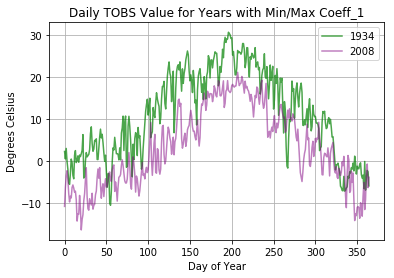 Daily TOBS Value for Years with Min/Max Coeff_1
1934
2008
Degrees Celsius
30
20
10
0
−10
0 50 100 150 200 250 300 350
Day of Year